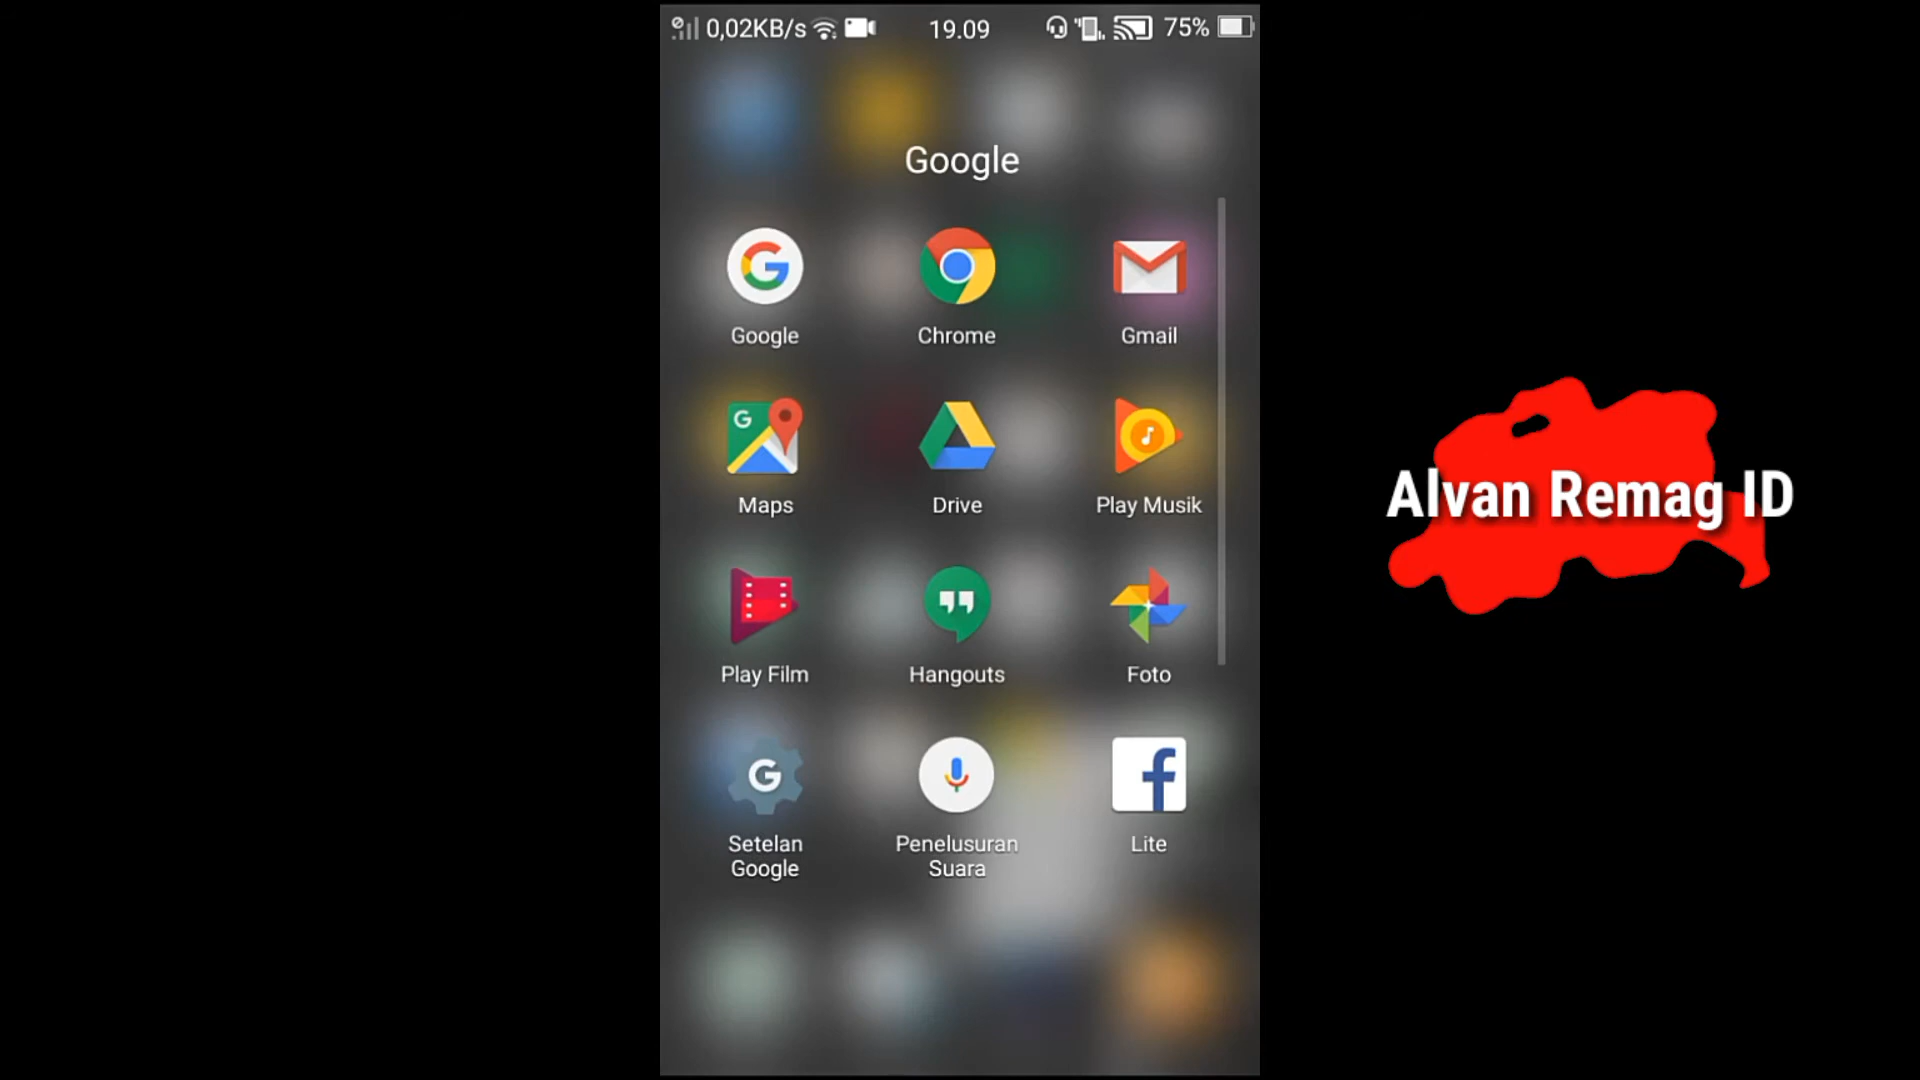 0,02KB/s 19.09 75%
Google
Google Chrome Gmail
Maps Drive Play Musik
Play Film Hangouts Foto
Setelan Google
Penelusuran Suara
Lite
Alvan Remag ID